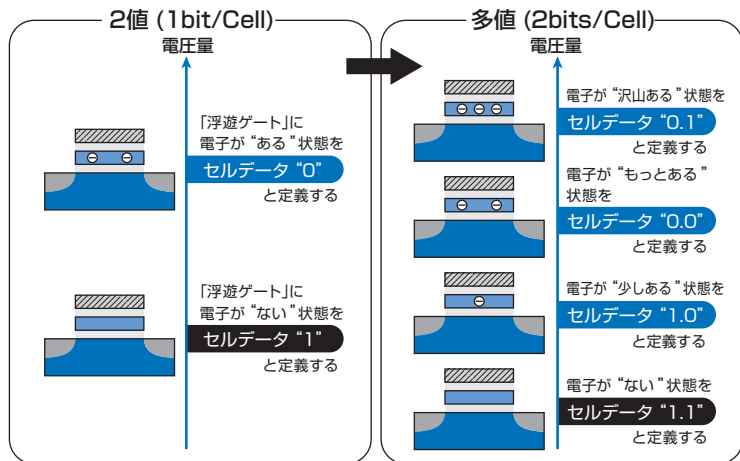 2値 (1bit/Cell)
電圧量
「浮遊ゲート」に
電子が“ある”状態を
セルデータ “0”
と定義する
「浮遊ゲート」に
電子が“ない”状態を
セルデータ “1”
と定義する
多値 (2bits/Cell)
電圧量
電子が “沢山ある”状態を
セルデータ “0.1”
と定義する
電子が “もっとある”
状態を
セルデータ “0.0”
と定義する
電子が “少しある”状態を
セルデータ “1.0”
と定義する
電子が “ない”状態を
セルデータ “1.1”
と定義する